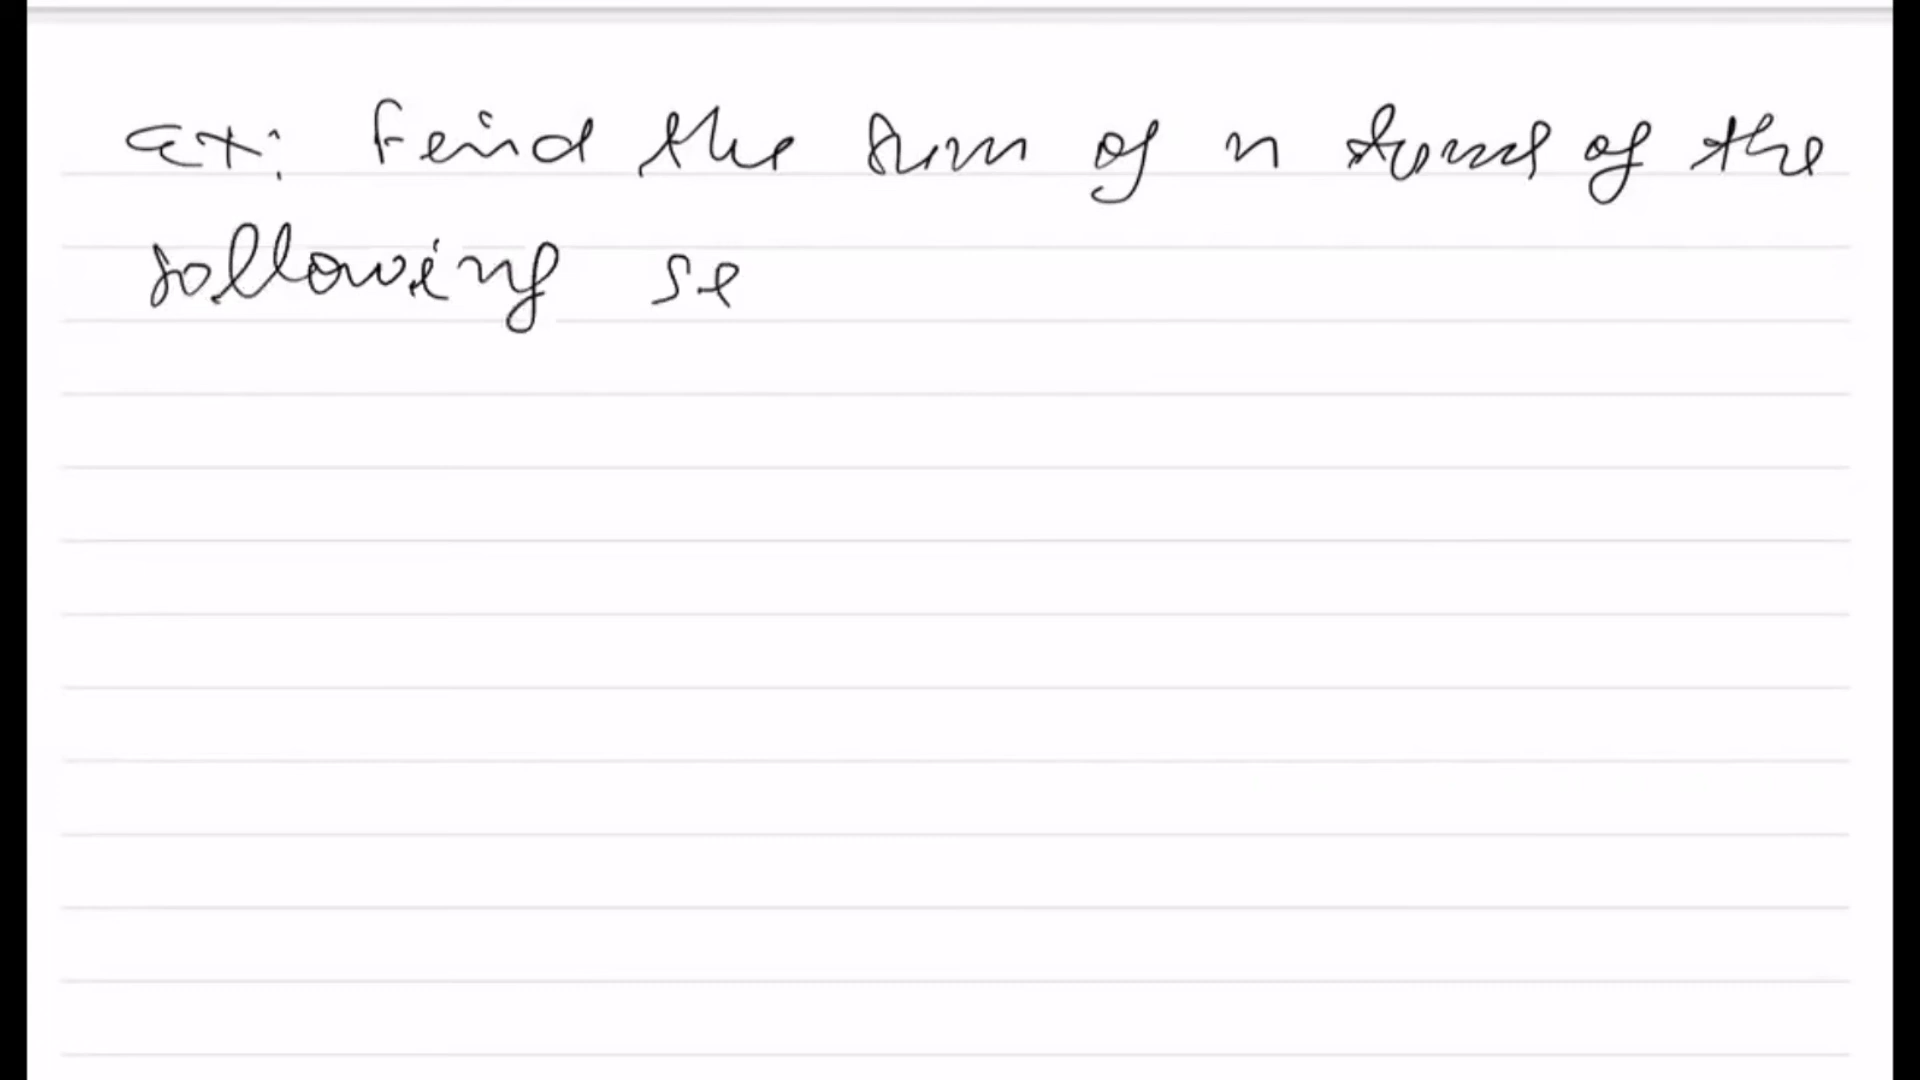 Ex: Find the sum of n terms of the
following se